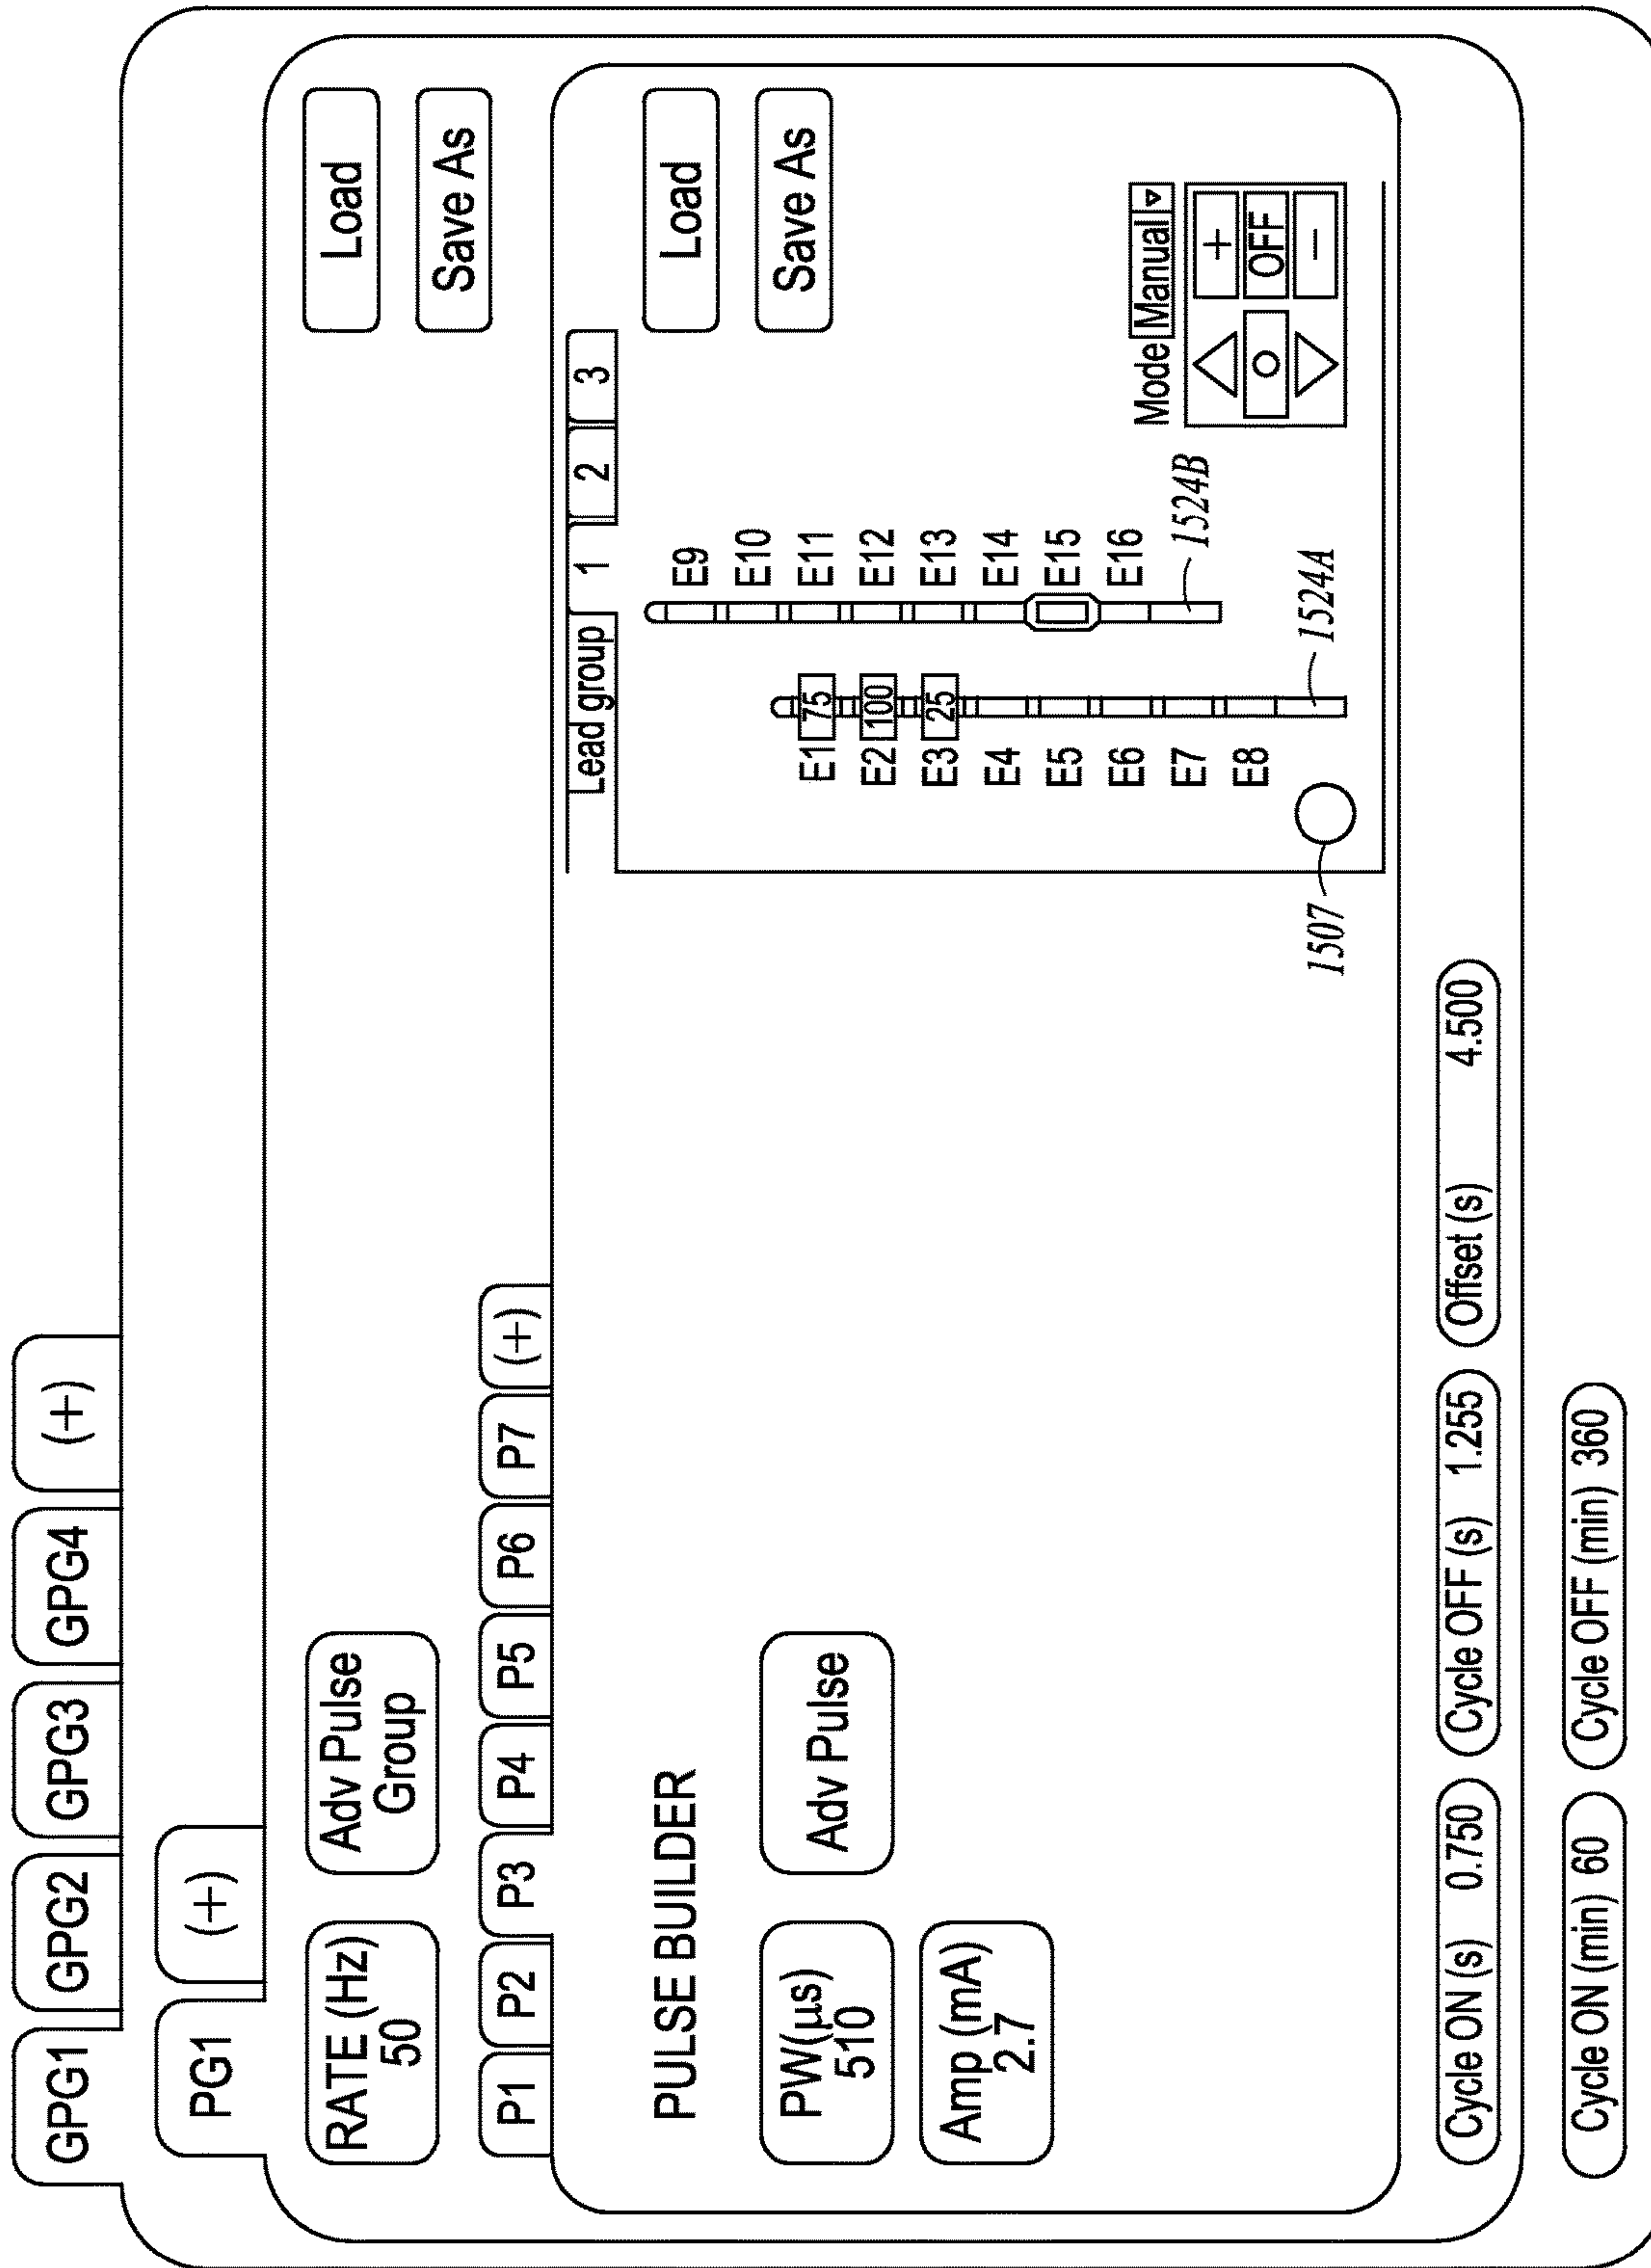 GPG1 GPG2 GPG3 GPG4 (+)
PG1 (+)
RATE (Hz)
50
Adv Pulse
Group
Load
Save As
P1 P2 P3 P4 P5 P6 P7 (+)
PULSE BUILDER
PW(µs)
510
Adv Pulse
Amp (mA)
2.7
Lead group 1 2 3
Load
Save As
E9
E10
E11
E12
E13
E14
E15
E16
E1 75
E2 100
E3 25
E4
E5
E6
E7
E8
1524B
1524A
1507
Mode Manual
+
OFF
−
Cycle ON (s) 0.750 Cycle OFF (s) 1.255 Offset (s) 4.500
Cycle ON (min) 60 Cycle OFF (min) 360